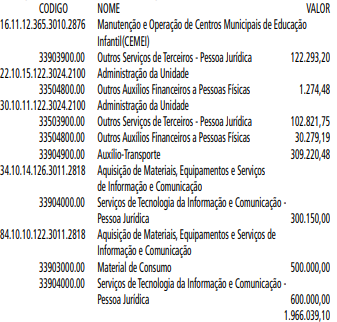 CODIGO NOME VALOR
16.11.12.365.3010.2876 Manutenção e Operação de Centros Municipais de Educação
Infantil(CEMEI)
33903900.00 Outros Serviços de Terceiros - Pessoa Jurídica 122.293,20
22.10.15.122.3024.2100 Administração da Unidade
33504800.00 Outros Auxílios Financeiros a Pessoas Físicas 1.274,48
30.10.11.122.3024.2100 Administração da Unidade
33503900.00 Outros Serviços de Terceiros - Pessoa Jurídica 102.821,75
33504800.00 Outros Auxílios Financeiros a Pessoas Físicas 30.279,19
33904900.00 Auxílio-Transporte 309.220,48
34.10.14.126.3011.2818 Aquisição de Materiais, Equipamentos e Serviços
de Informação e Comunicação
33904000.00 Serviços de Tecnologia da Informação e Comunicação -
Pessoa Jurídica 300.150,00
84.10.10.122.3011.2818 Aquisição de Materiais, Equipamentos e Serviços de
Informação e Comunicação
33903000.00 Material de Consumo 500.000,00
33904000.00 Serviços de Tecnologia da Informação e Comunicação -
Pessoa Jurídica 600.000,00
1.966.039,10